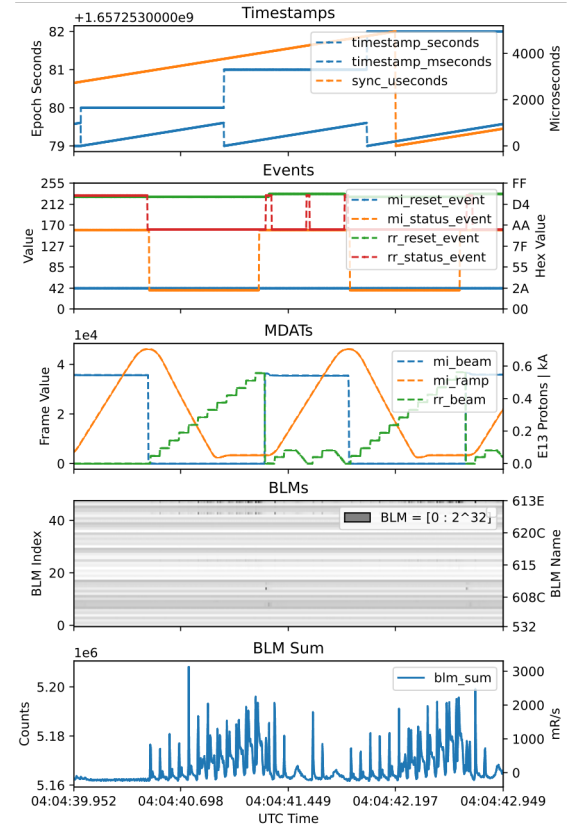 Timestamps
+1.6572530000e9
82
81
80
79
Epoch Seconds
4000
2000
0
Microseconds
timestamp_seconds
timestamp_mseconds
sync_useconds
Events
255
212
170
127
85
42
0
Value
FF
D4
AA
7F
55
2A
00
Hex Value
mi_reset_event
mi_status_event
rr_reset_event
rr_status_event
MDATs
1e4
4
2
0
Frame Value
0.6
0.4
0.2
0.0
E13 Protons | kA
mi_beam
mi_ramp
rr_beam
BLMs
40
20
0
BLM Index
613E
620C
615
608C
532
BLM Name
BLM = [0 : 2^32]
BLM Sum
1e6
5.20
5.18
5.16
Counts
3000
2000
1000
0
mR/s
blm_sum
04:04:39.952 04:04:40.698 04:04:41.449 04:04:42.197 04:04:42.949
UTC Time